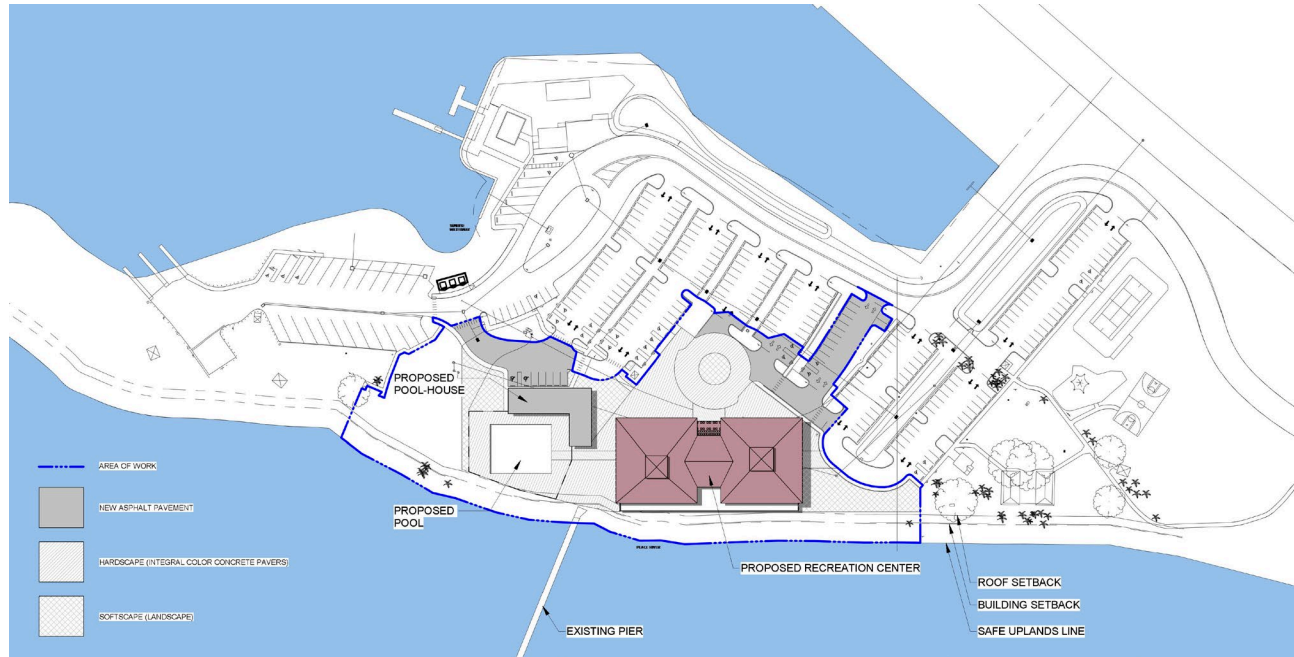 PROPOSED
POOL-HOUSE
AREA OF WORK
NEW ASPHALT PAVEMENT
HARDSCAPE (INTEGRAL COLOR CONCRETE PAVERS)
SOFTSCAPE (LANDSCAPE)
PROPOSED
POOL
PROPOSED RECREATION CENTER
EXISTING PIER
ROOF SETBACK
BUILDING SETBACK
SAFE UPLANDS LINE